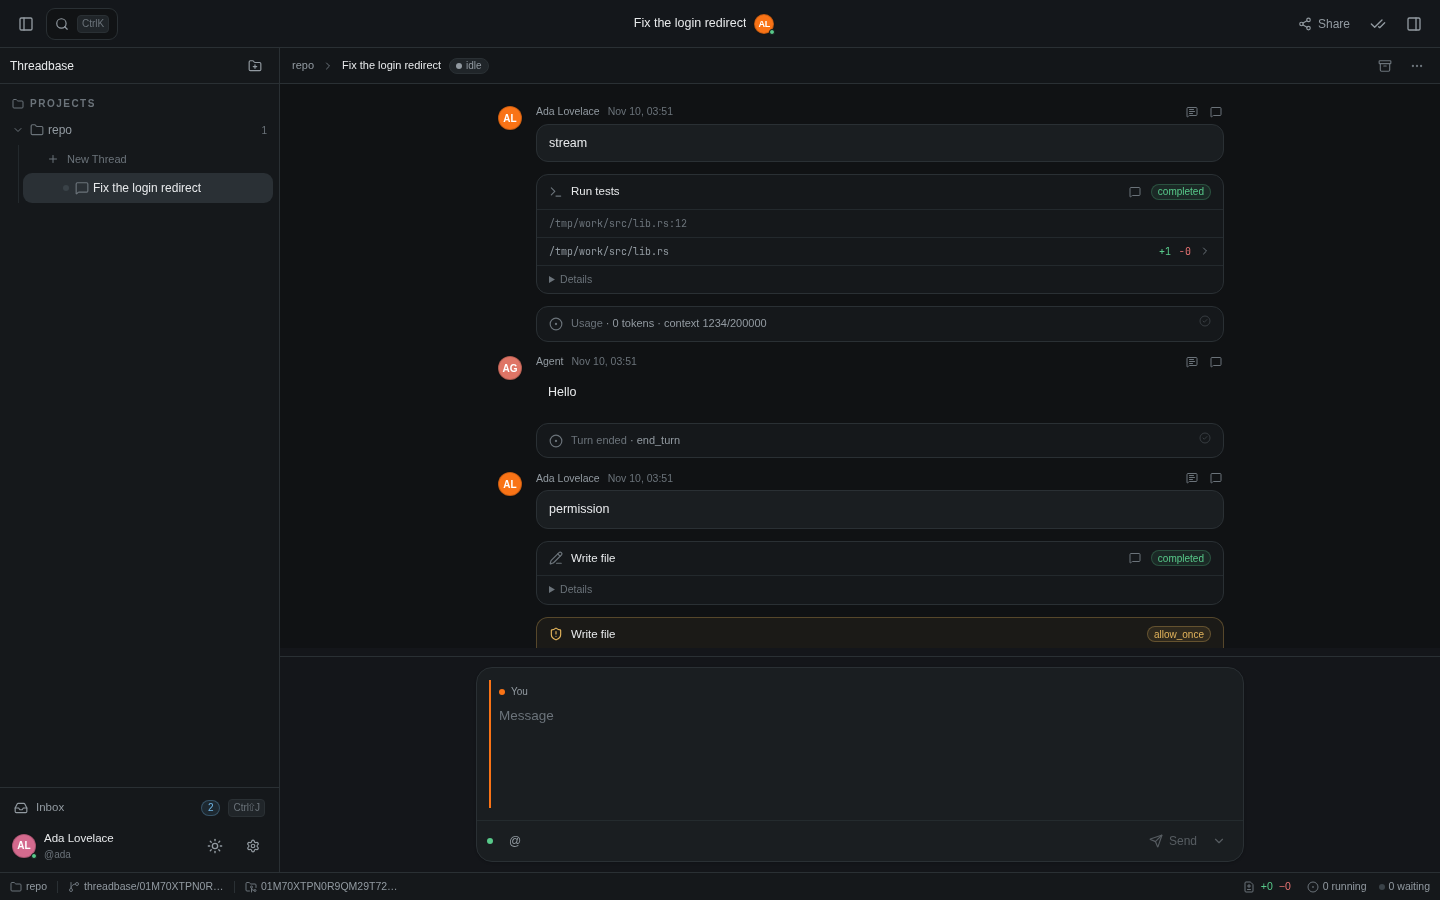 CtrlK
Fix the login redirect AL
Share
Threadbase
repo Fix the login redirect idle
PROJECTS
repo 1
New Thread
Fix the login redirect
AL Ada Lovelace Nov 10, 03:51
stream
Run tests completed
/tmp/work/src/lib.rs:12
/tmp/work/src/lib.rs +1 -0
Details
Usage · 0 tokens · context 1234/200000
AG Agent Nov 10, 03:51
Hello
Turn ended · end_turn
AL Ada Lovelace Nov 10, 03:51
permission
Write file completed
Details
Write file allow_once
You
Message
@ Send
Inbox 2 Ctrl⇧J
AL Ada Lovelace
@ada
repo threadbase/01M70XTPN0R… 01M70XTPN0R9QM29T72… +0 −0 0 running 0 waiting